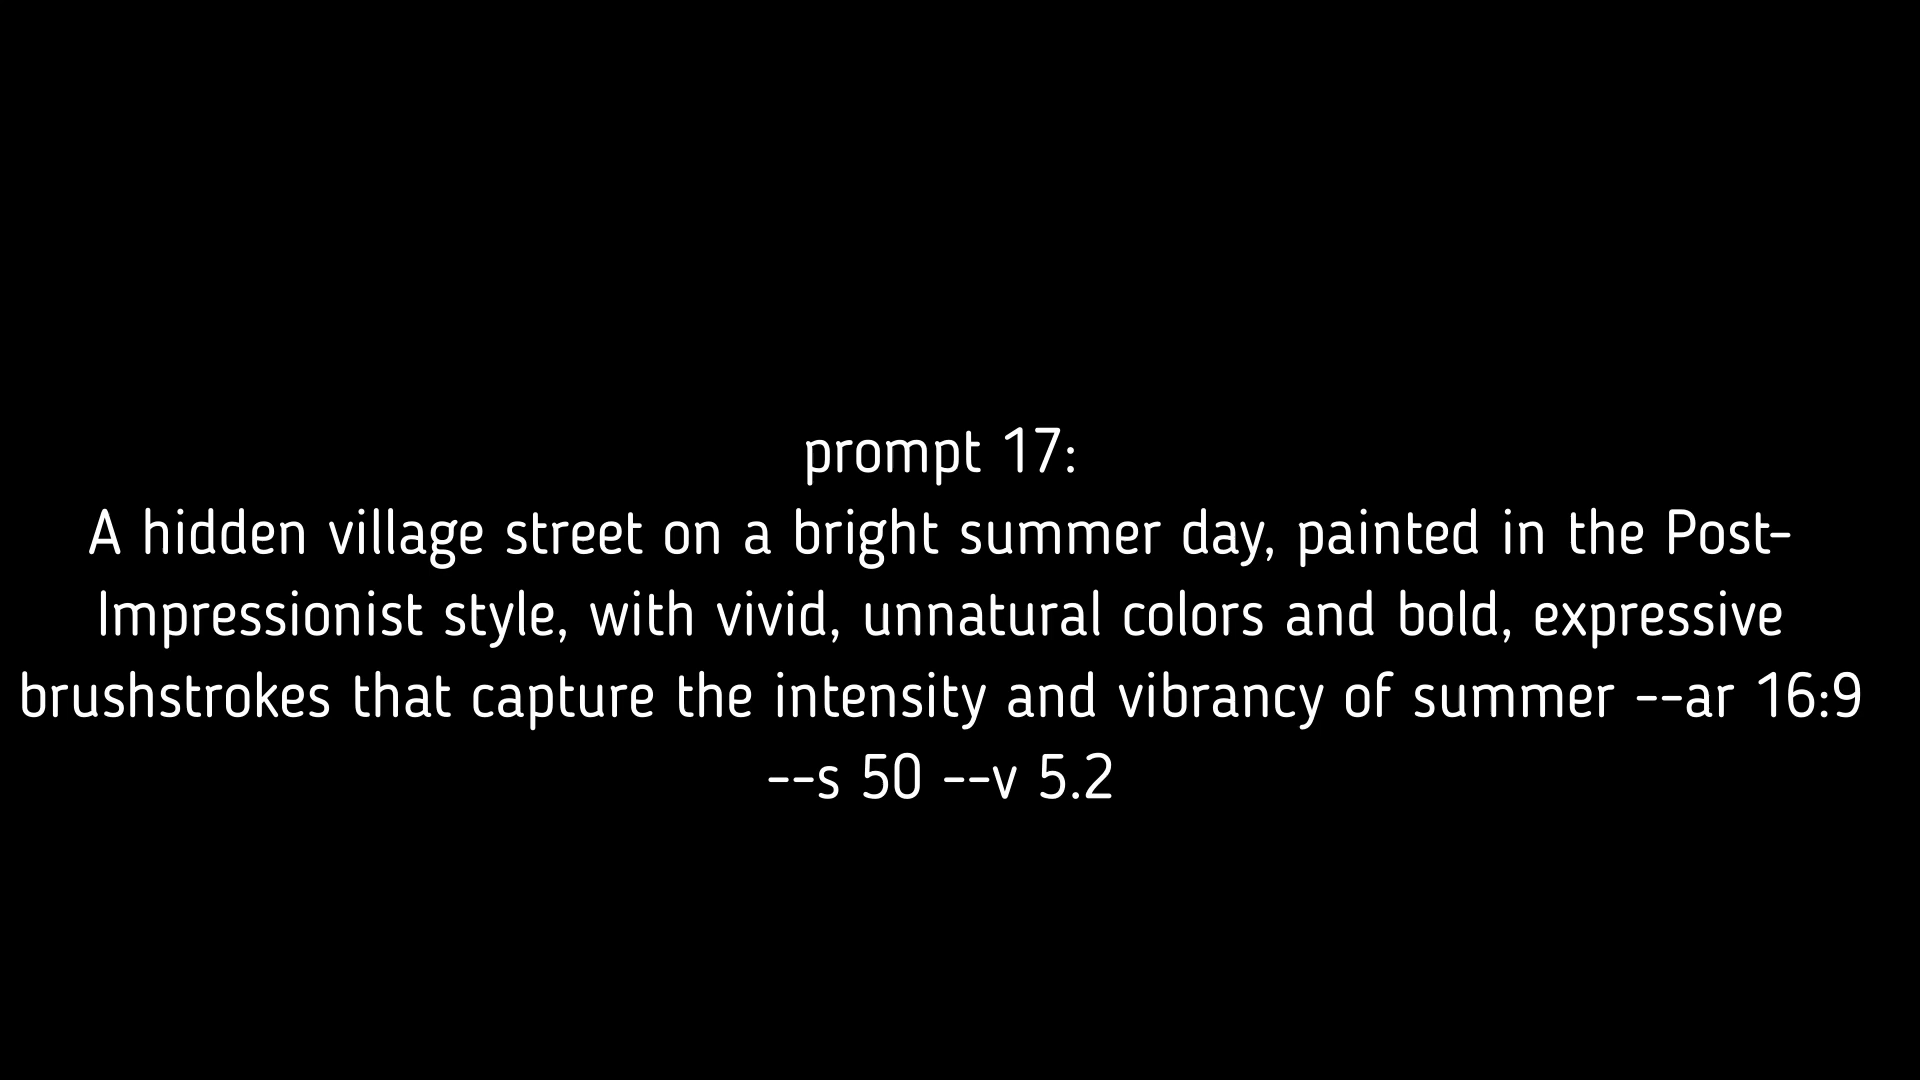 prompt 17:
A hidden village street on a bright summer day, painted in the Post-
Impressionist style, with vivid, unnatural colors and bold, expressive
brushstrokes that capture the intensity and vibrancy of summer --ar 16:9
--s 50 --v 5.2